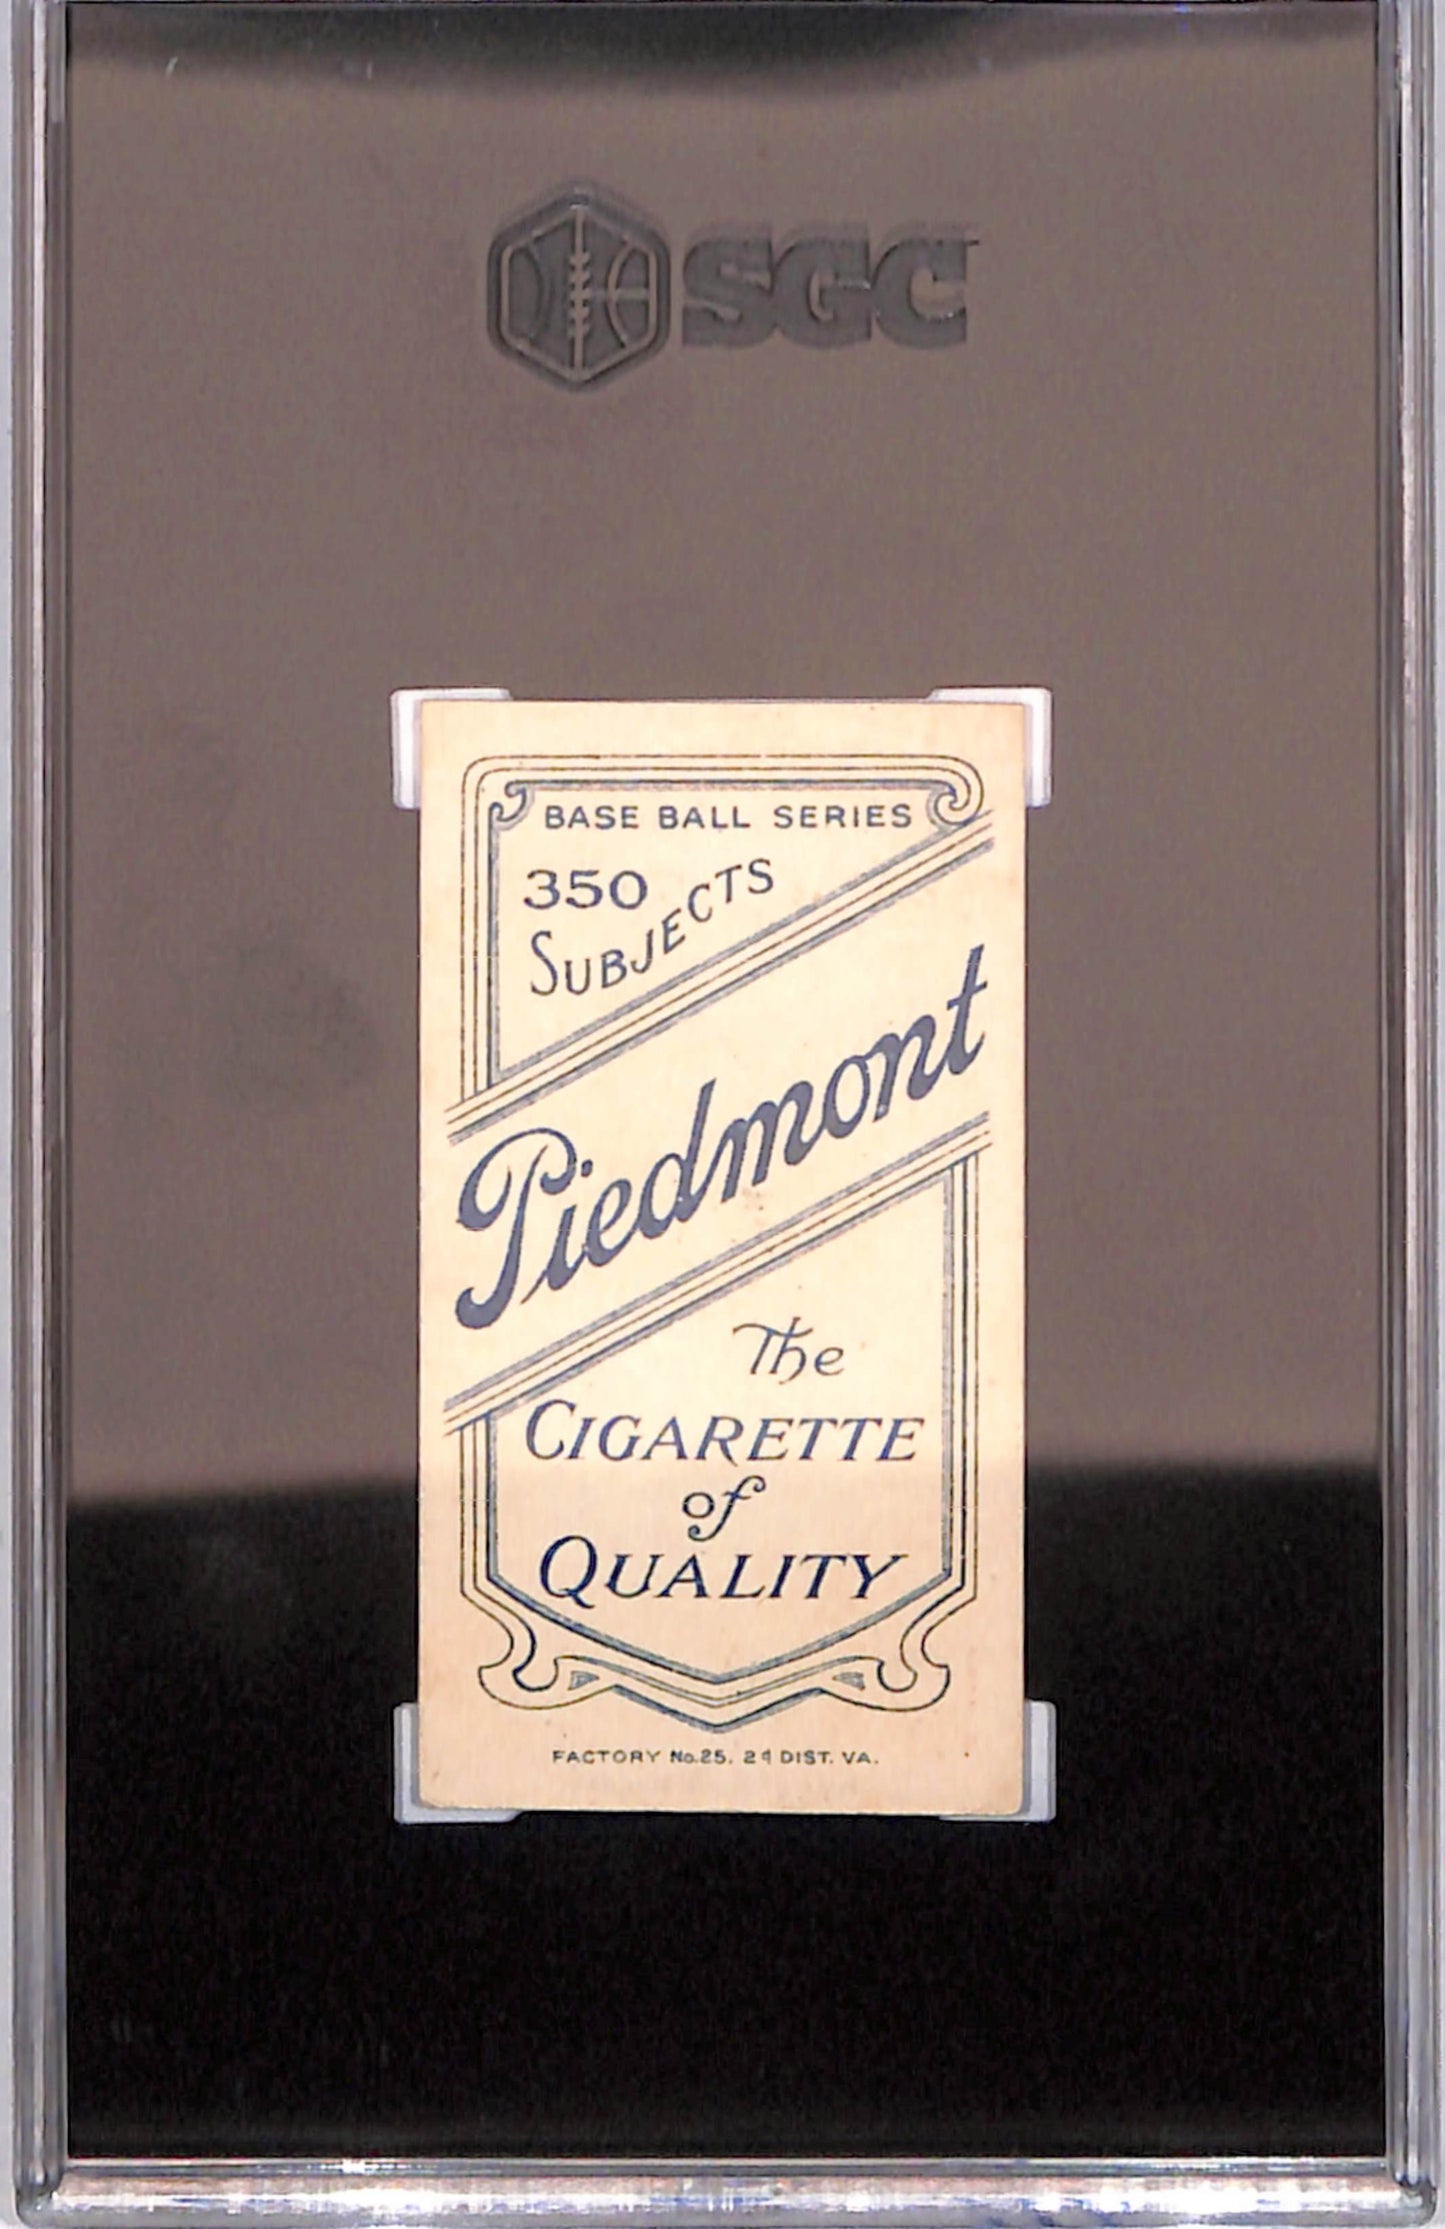 SGC
BASE BALL SERIES
350
SUBJECTS
Piedmont
The
CIGARETTE
of
QUALITY
FACTORY No.25, 2d DIST. VA.